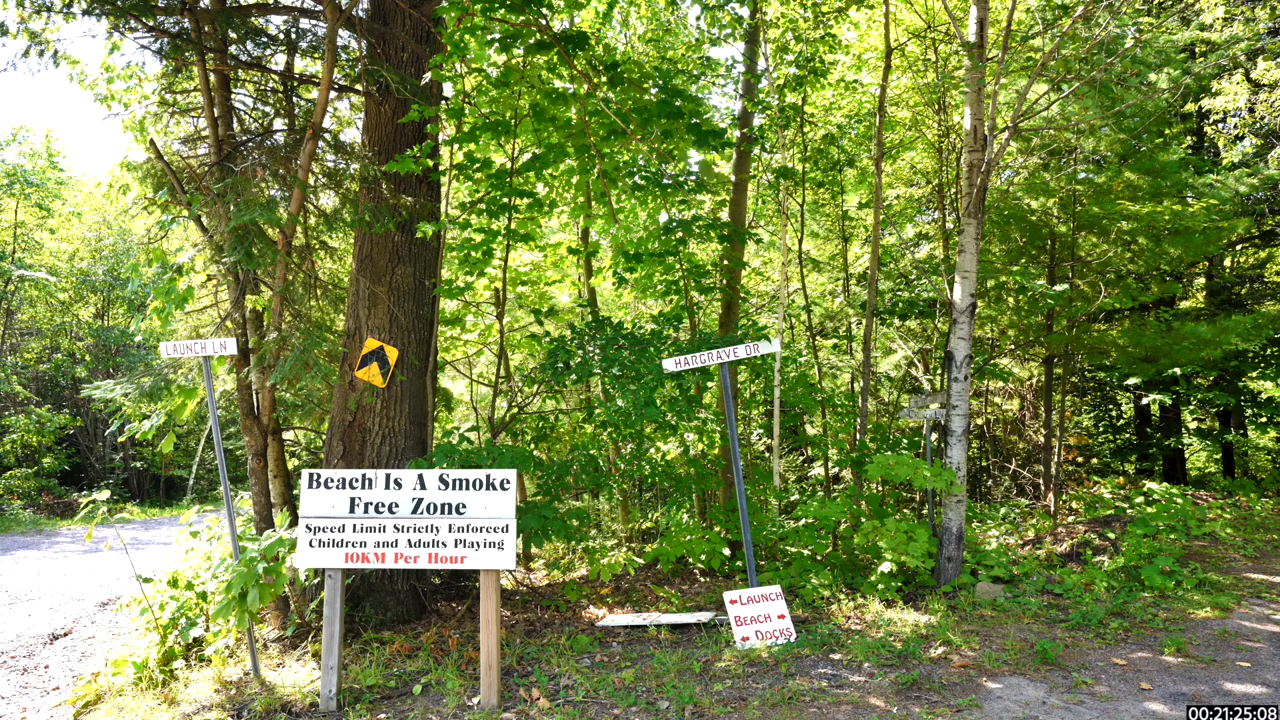 LAUNCH LN
HARGRAVE DR
Beach Is A Smoke
Free Zone
Speed Limit Strictly Enforced
Children and Adults Playing
10KM Per Hour
LAUNCH
BEACH
DOCKS
00:21:25:08